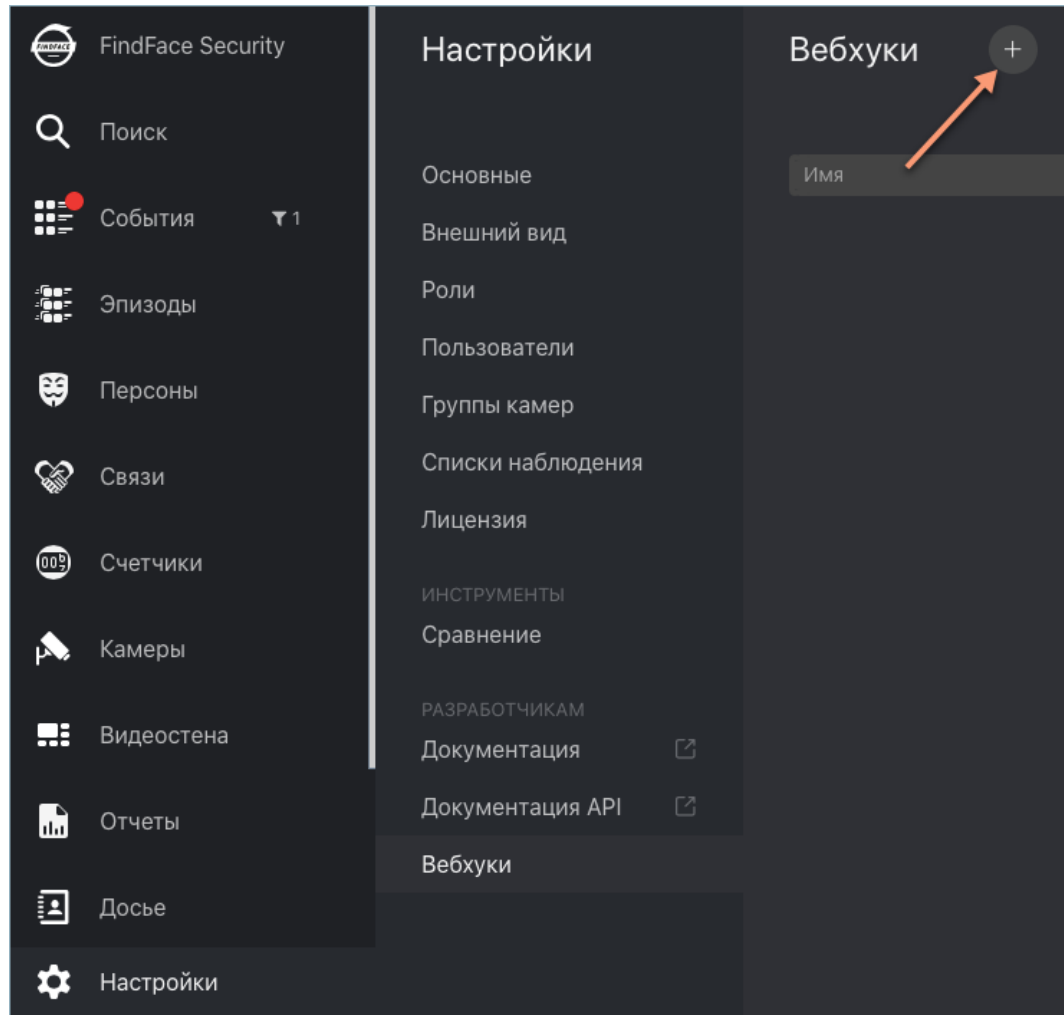 FindFace Security
Поиск
События 1
Эпизоды
Персоны
Связи
Счетчики
Камеры
Видеостена
Отчеты
Досье
Настройки
Настройки
Основные
Внешний вид
Роли
Пользователи
Группы камер
Списки наблюдения
Лицензия
ИНСТРУМЕНТЫ
Сравнение
РАЗРАБОТЧИКАМ
Документация
Документация API
Вебхуки
Вебхуки +
Имя